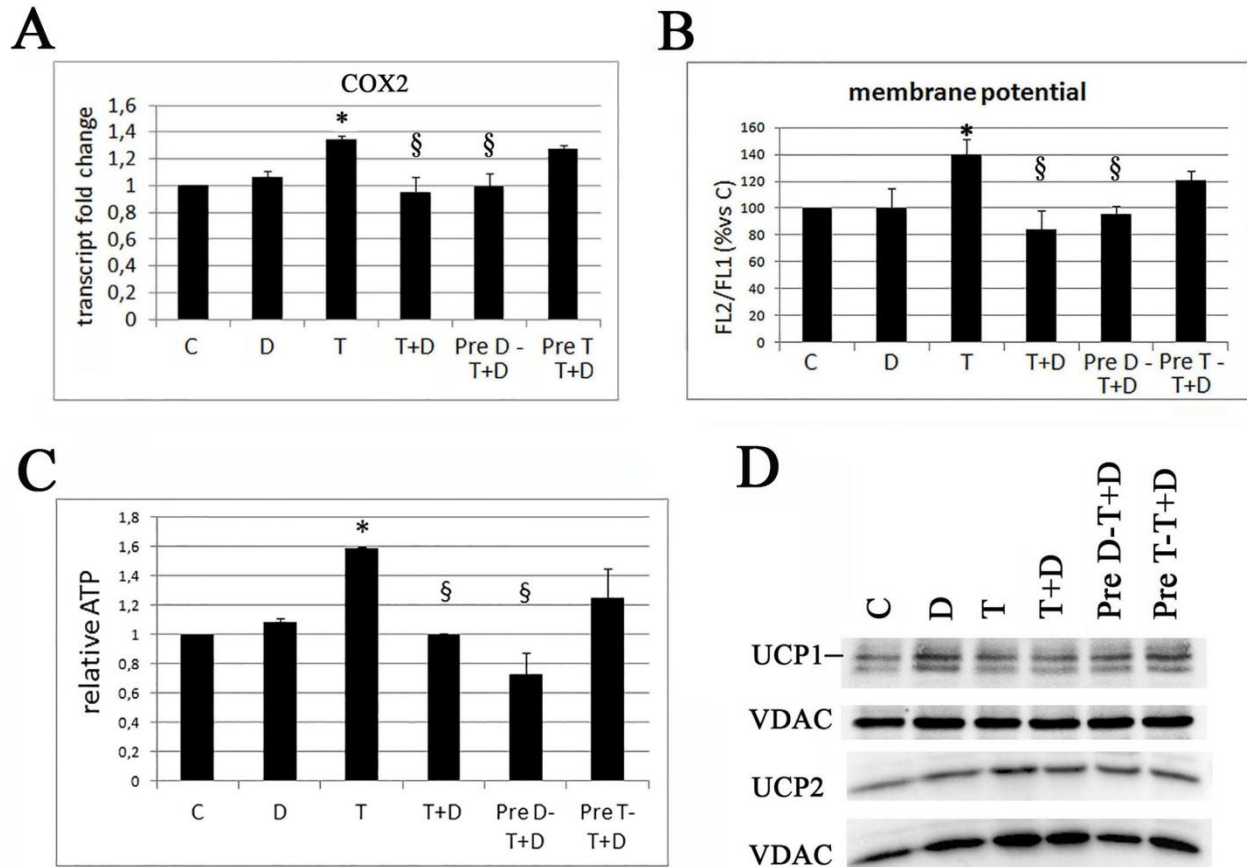 A
COX2
transcript fold change
1,6
1,4
1,2
1
0,8
0,6
0,4
0,2
0
*
§
§
C
D
T
T+D
Pre D -
T+D
Pre T
T+D
B
membrane potential
FL2/FL1 (%vs C)
160
140
120
100
80
60
40
20
0
*
§
§
C
D
T
T+D
Pre D -
T+D
Pre T -
T+D
C
relative ATP
1,8
1,6
1,4
1,2
1
0,8
0,6
0,4
0,2
0
*
§
§
C
D
T
T+D
Pre D-
T+D
Pre T-
T+D
D
C
D
T
T+D
Pre D-T+D
Pre T-T+D
UCP1
VDAC
UCP2
VDAC